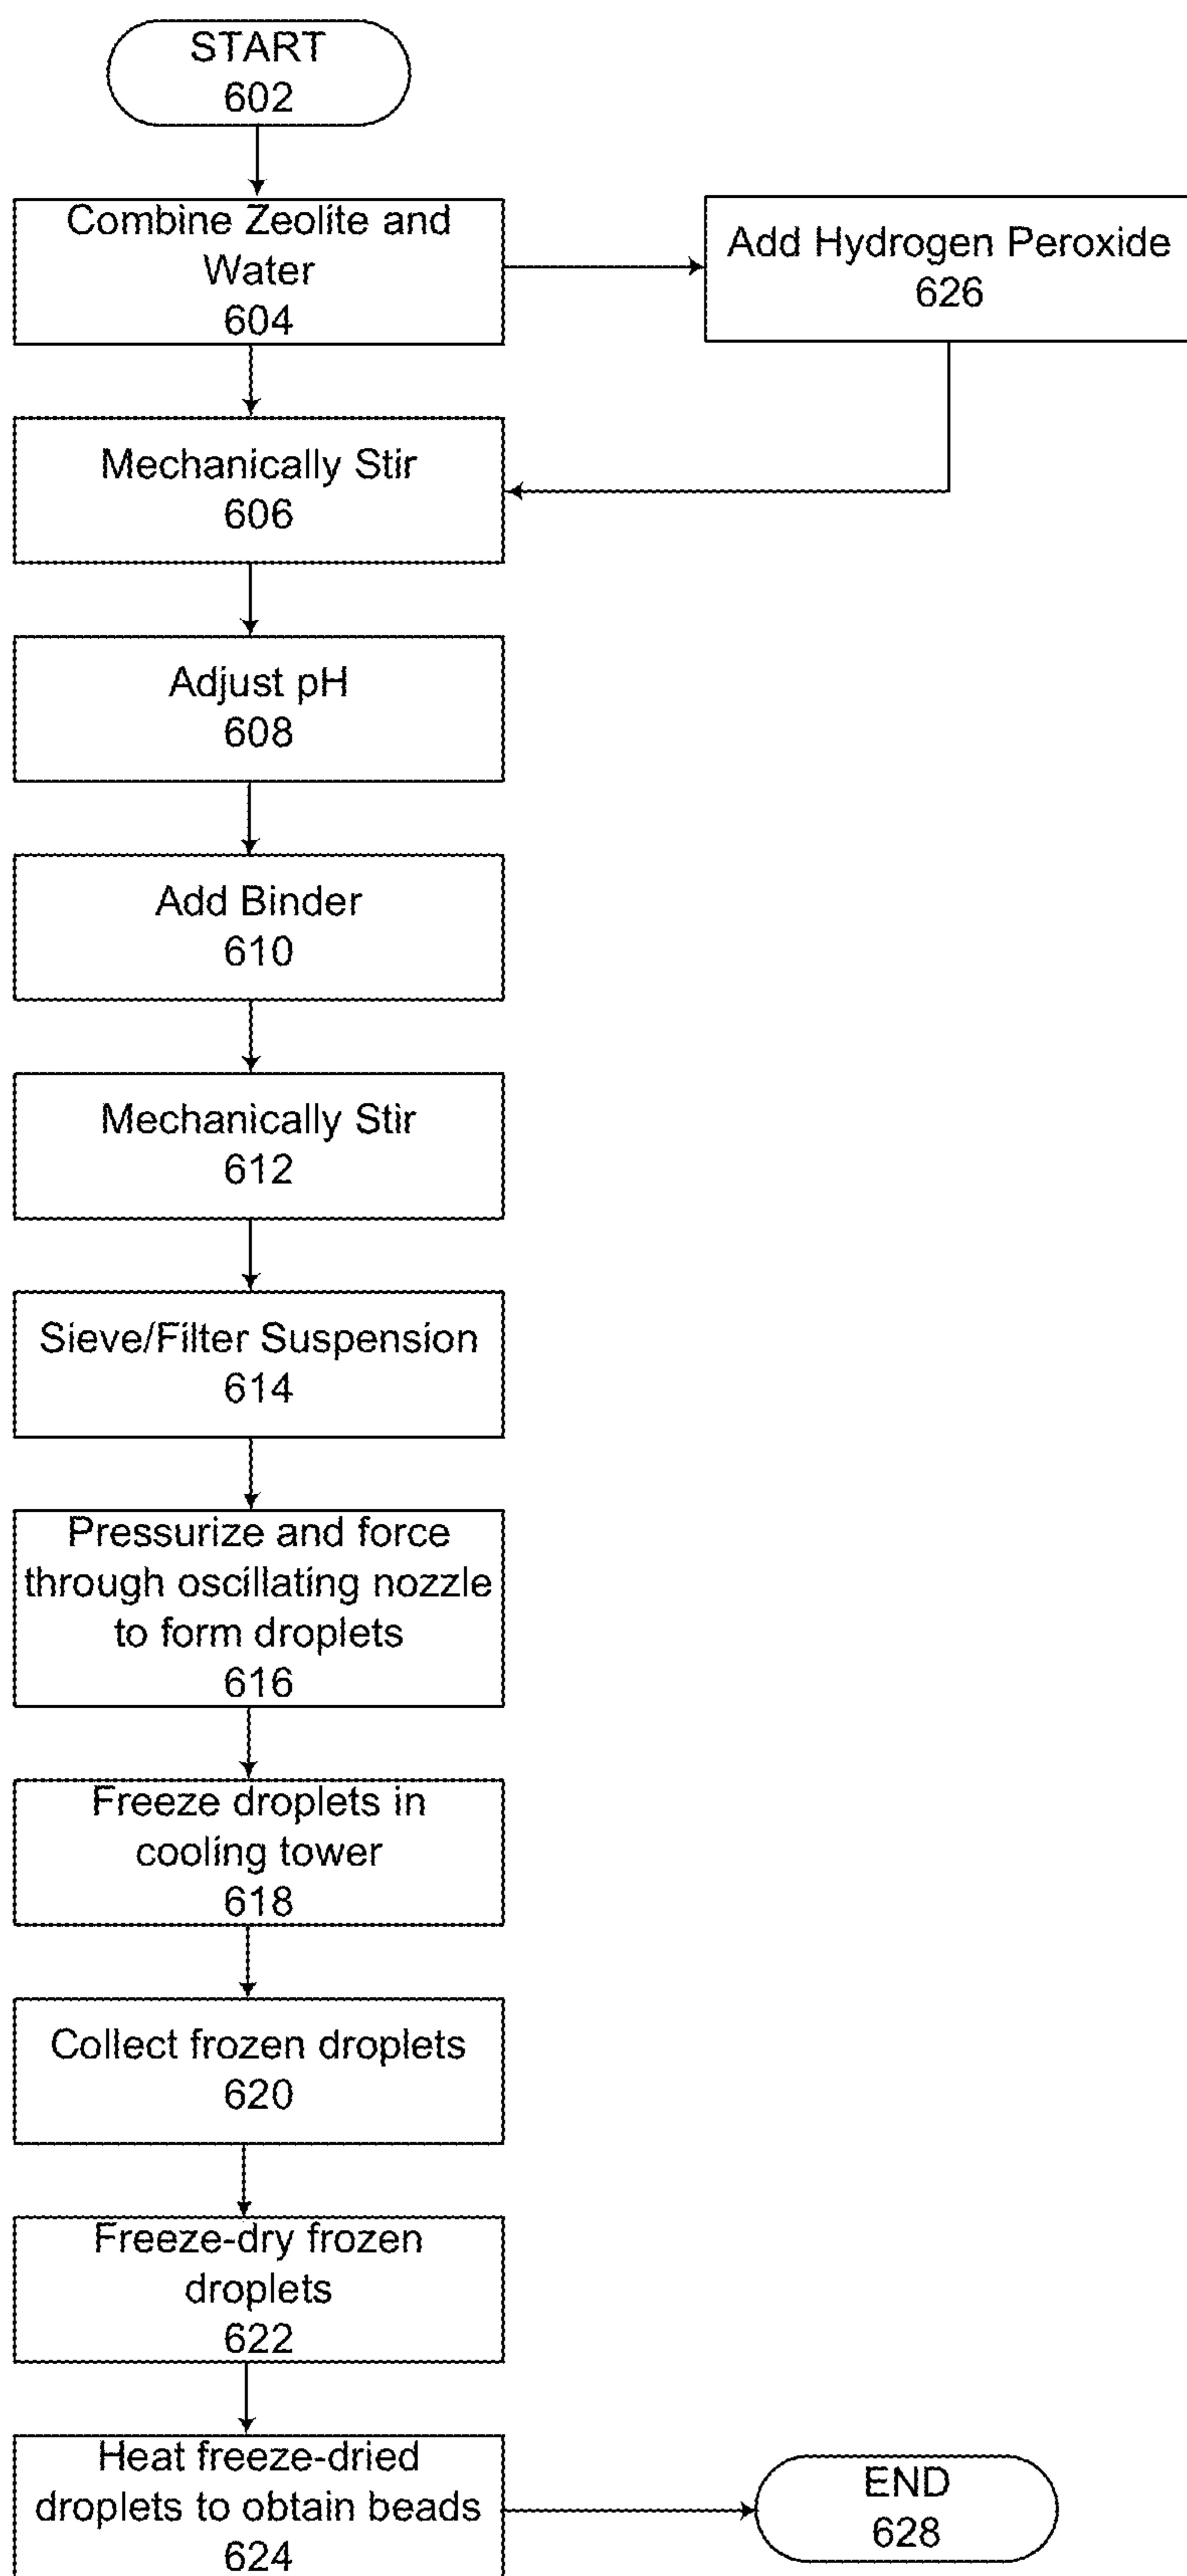 START
602
Combine Zeolite and
Water
604
Add Hydrogen Peroxide
626
Mechanically Stir
606
Adjust pH
608
Add Binder
610
Mechanically Stir
612
Sieve/Filter Suspension
614
Pressurize and force
through oscillating nozzle
to form droplets
616
Freeze droplets in
cooling tower
618
Collect frozen droplets
620
Freeze-dry frozen
droplets
622
Heat freeze-dried
droplets to obtain beads
624
END
628